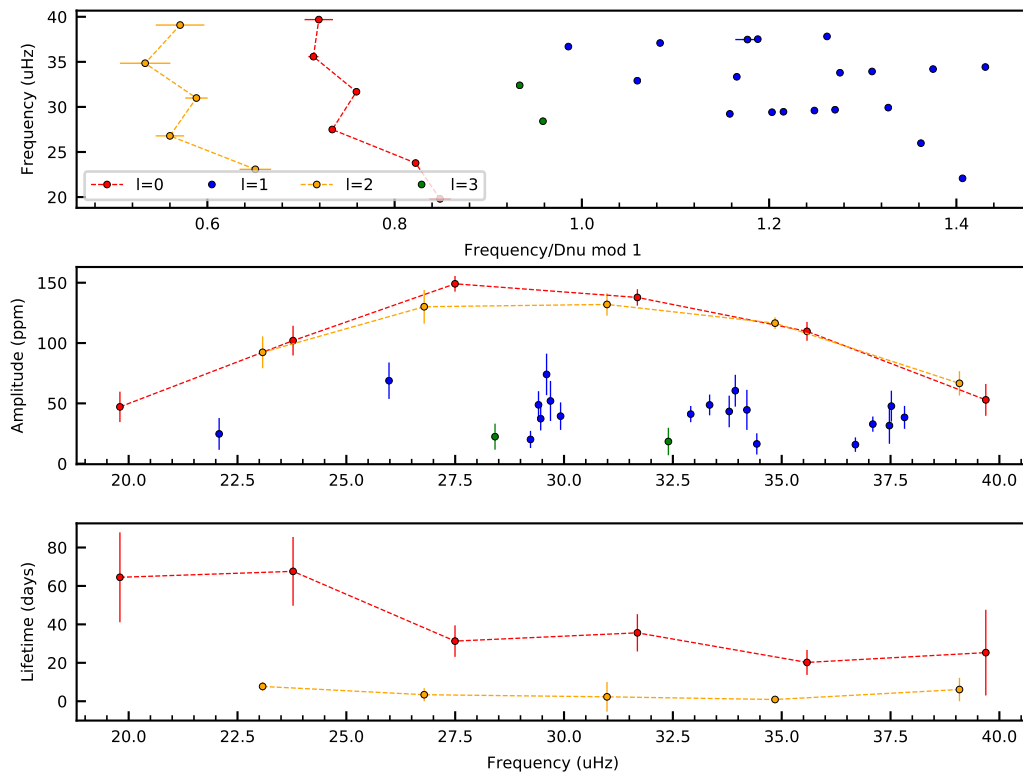 Frequency (uHz)
40
35
30
25
20
l=0 l=1 l=2 l=3
0.6 0.8 1.0 1.2 1.4
Frequency/Dnu mod 1
Amplitude (ppm)
150
100
50
0
20.0 22.5 25.0 27.5 30.0 32.5 35.0 37.5 40.0
Lifetime (days)
80
60
40
20
0
20.0 22.5 25.0 27.5 30.0 32.5 35.0 37.5 40.0
Frequency (uHz)